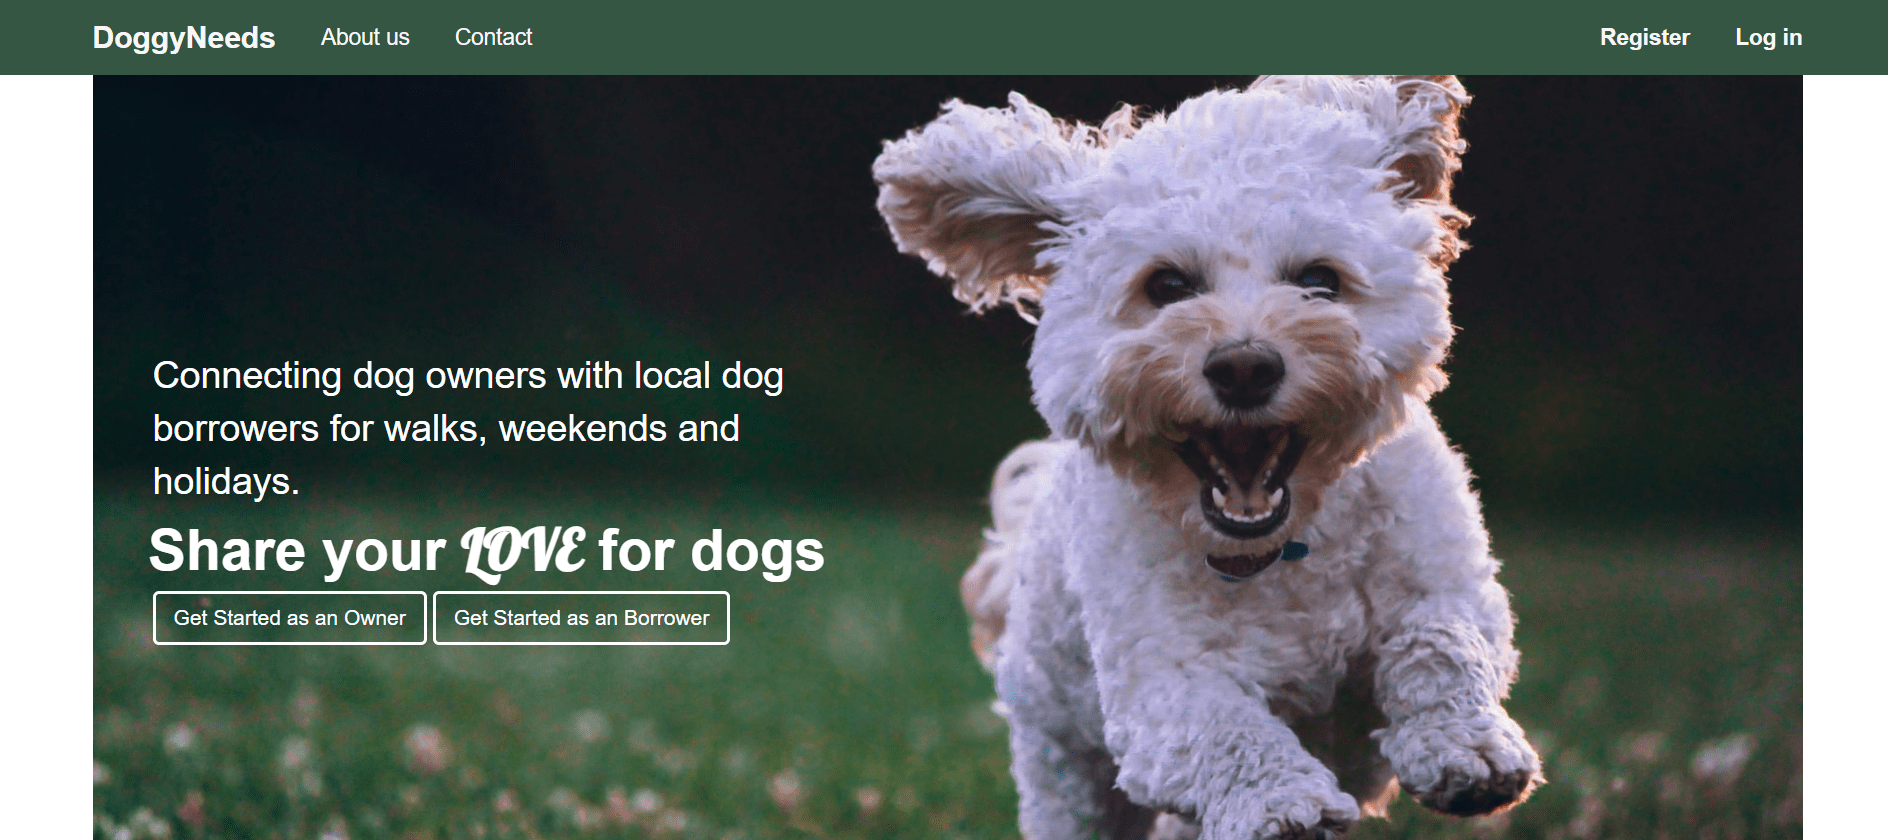 DoggyNeeds About us Contact Register Log in
Connecting dog owners with local dog
borrowers for walks, weekends and
holidays.
Share your LOVE for dogs
Get Started as an Owner Get Started as an Borrower